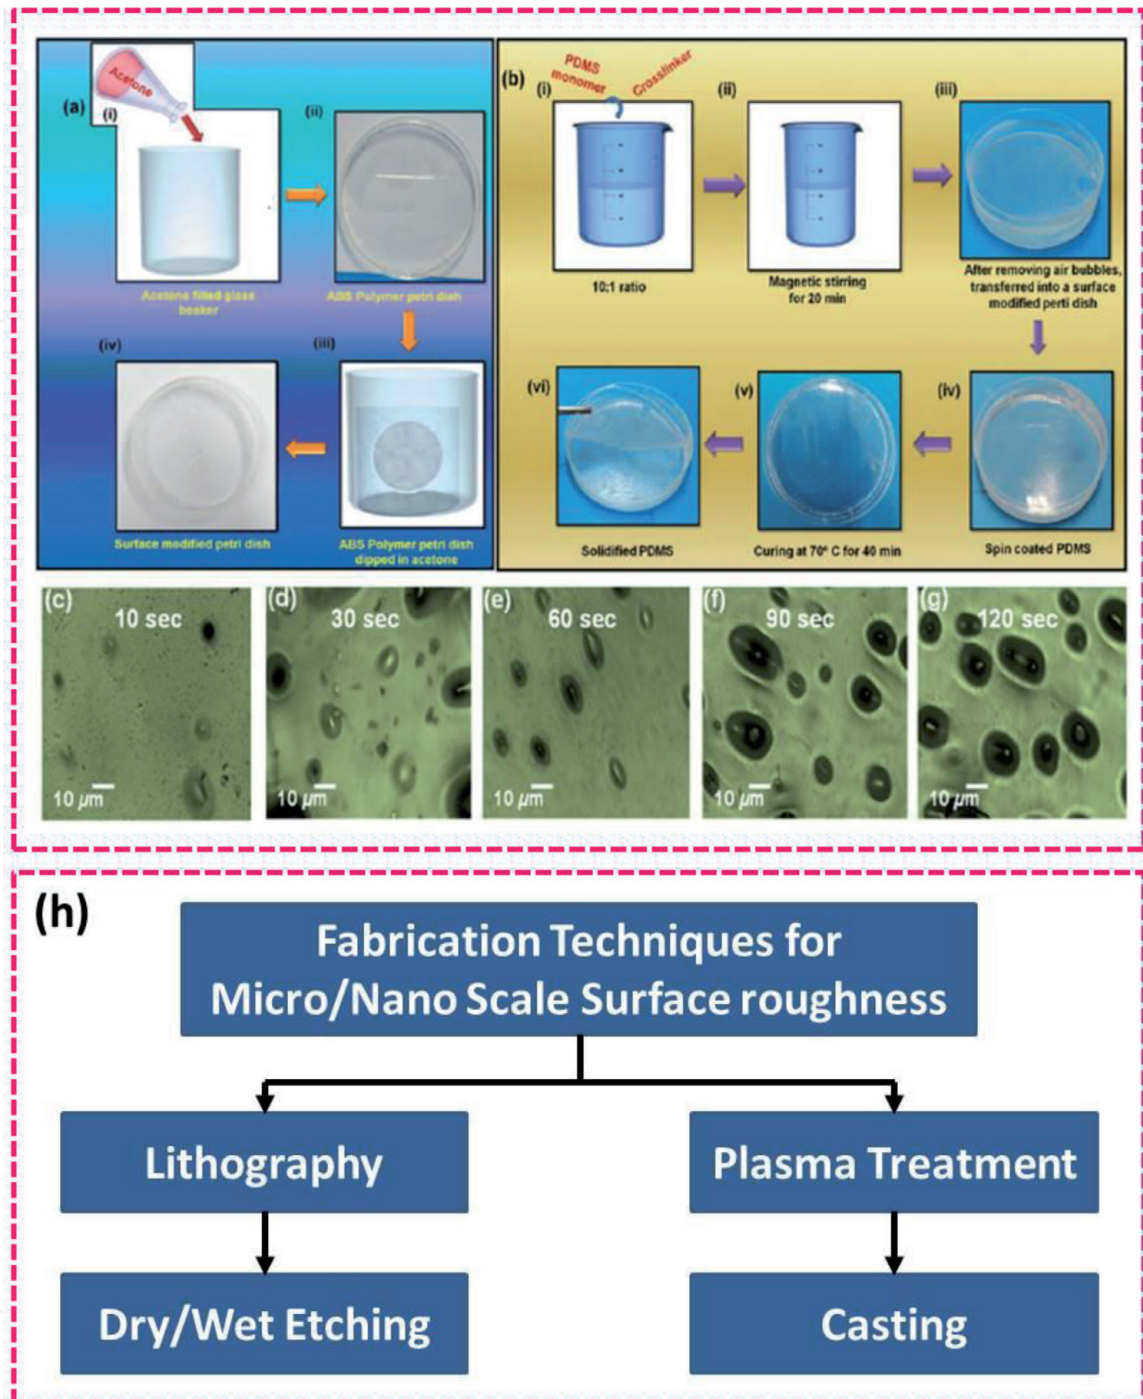 (a)
Acetone
(i)
Acetone filled glass
beaker
(ii)
ABS Polymer petri dish
(iii)
ABS Polymer petri dish
dipped in acetone
(iv)
Surface modified petri dish
(b)
PDMS
monomer
Crosslinker
(i)
10:1 ratio
(ii)
Magnetic stirring
for 20 min
(iii)
After removing air bubbles,
transferred into a surface
modified perti dish
(iv)
Spin coated PDMS
(v)
Curing at 70º C for 40 min
(vi)
Solidified PDMS
(c)
10 sec
10 µm
(d)
30 sec
10 µm
(e)
60 sec
10 µm
(f)
90 sec
10 µm
(g)
120 sec
10 µm
(h)
Fabrication Techniques for
Micro/Nano Scale Surface roughness
Lithography
Plasma Treatment
Dry/Wet Etching
Casting